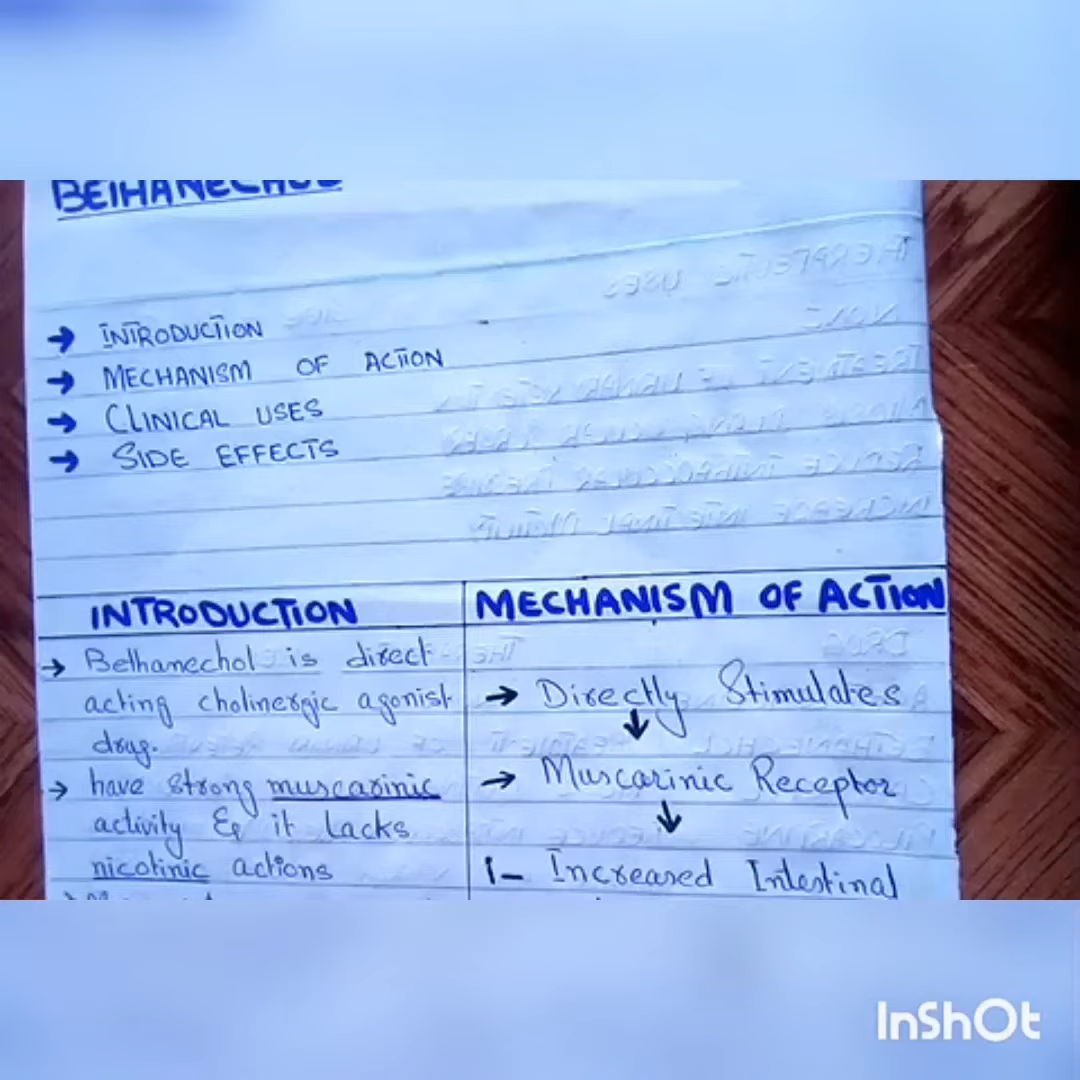 BETHANECHOL
→ INTRODUCTION
→ MECHANISM OF ACTION
→ CLINICAL USES
→ SIDE EFFECTS
INTRODUCTION
→ Bethanechol is direct
acting cholinergic agonist
drug.
→ have strong muscarinic
activity & it lacks
nicotinic actions
MECHANISM OF ACTION
→ Directly Stimulates
↓
→ Muscarinic Receptor
↓
i- Increased Intestinal
InShOt